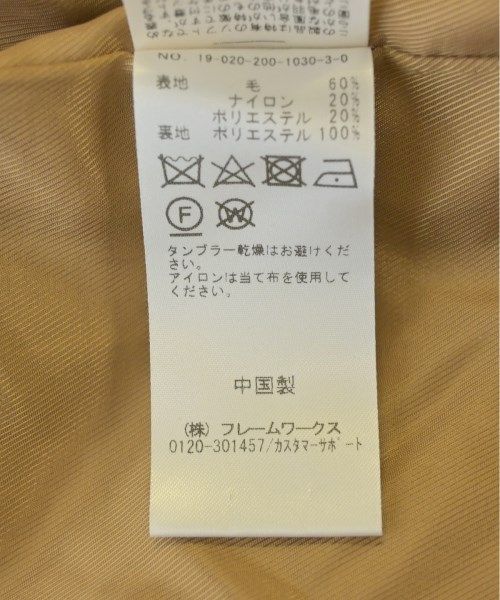 NO. 19-020-200-1030-3-0
表地 毛 60%
ナイロン 20%
ポリエステル 20%
裏地 ポリエステル 100%
F
W
タンブラー乾燥はお避けくだ
さい。
アイロンは当て布を使用して
ください。
中国製
(株) フレームワークス
0120-301457/カスタマーサポート